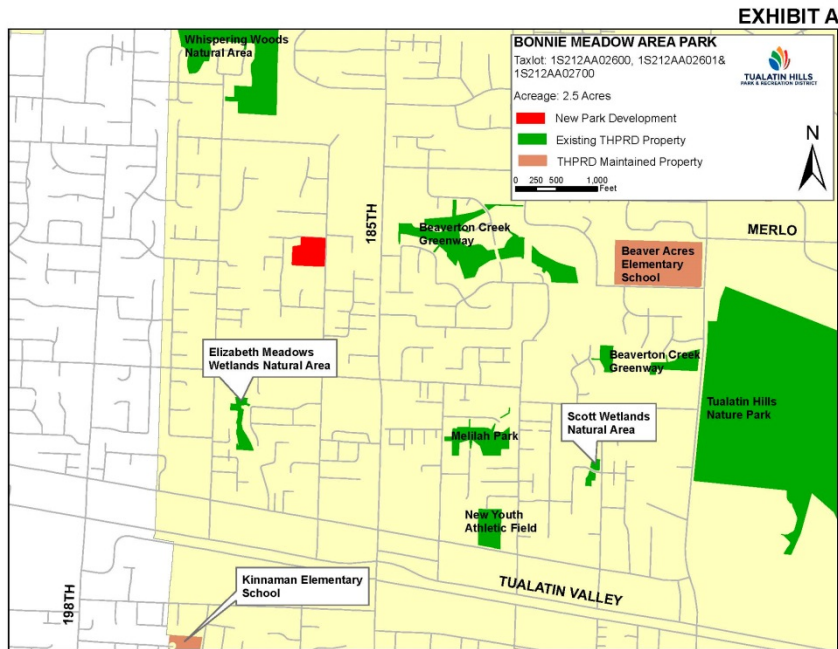 EXHIBIT A
BONNIE MEADOW AREA PARK
Taxlot: 1S212AA02600, 1S212AA02601&
1S212AA02700
Acreage: 2.5 Acres
TUALATIN HILLS
PARK & RECREATION DISTRICT
New Park Development
Existing THPRD Property
THPRD Maintained Property
0 250 500 1,000
Feet
N
Whispering Woods
Natural Area
185TH
Beaverton Creek
Greenway
MERLO
Beaver Acres
Elementary
School
Elizabeth Meadows
Wetlands Natural Area
Beaverton Creek
Greenway
Tualatin Hills
Nature Park
Scott Wetlands
Natural Area
Melilah Park
New Youth
Athletic Field
TUALATIN VALLEY
Kinnaman Elementary
School
198TH